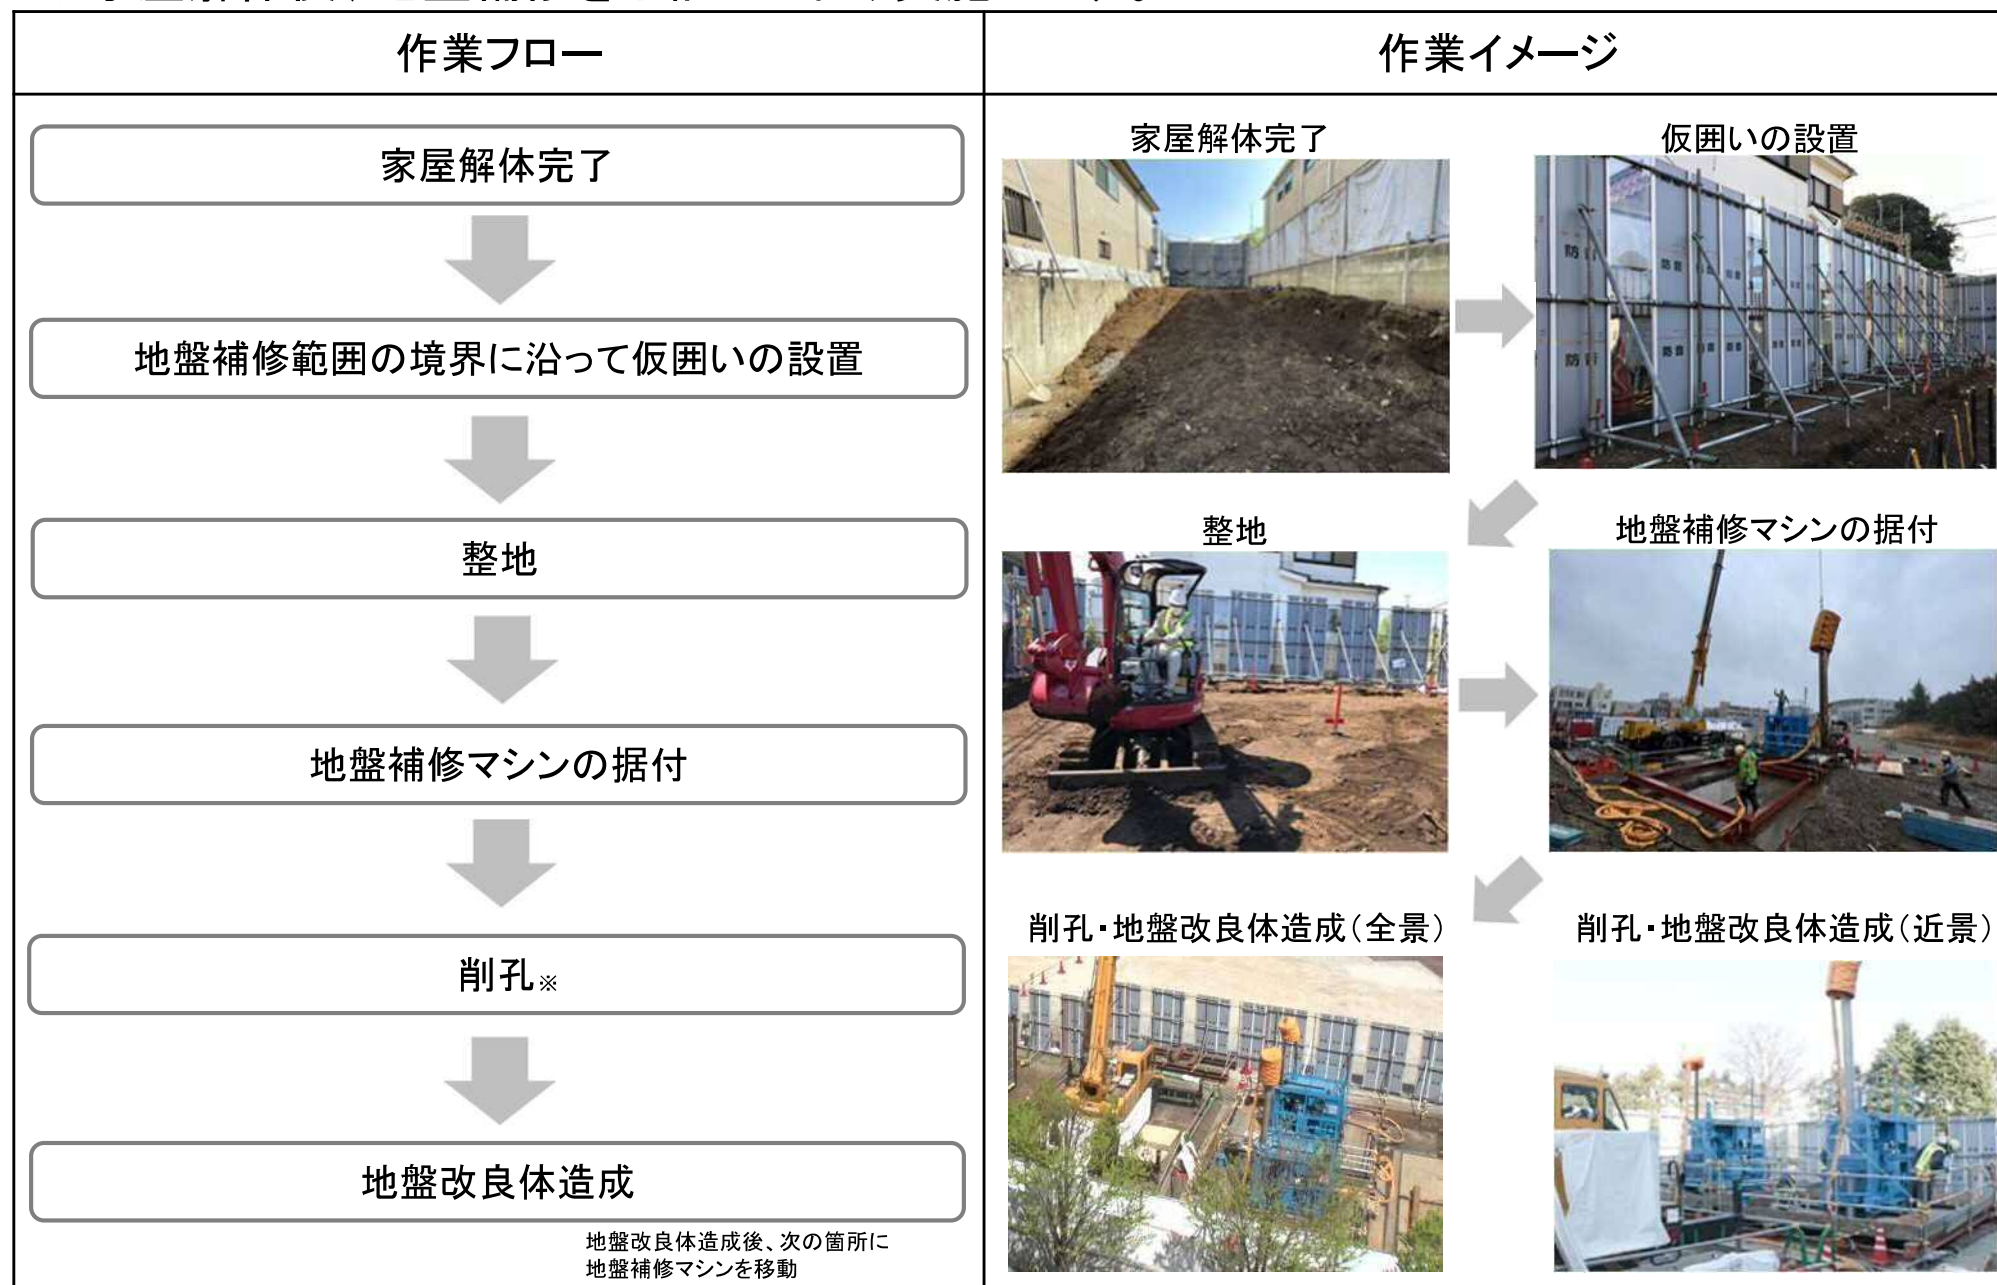 作業フロー
作業イメージ
家屋解体完了
地盤補修範囲の境界に沿って仮囲いの設置
整地
地盤補修マシンの据付
削孔※
地盤改良体造成
地盤改良体造成後、次の箇所に
地盤補修マシンを移動
家屋解体完了
仮囲いの設置
整地
地盤補修マシンの据付
削孔・地盤改良体造成(全景)
削孔・地盤改良体造成(近景)